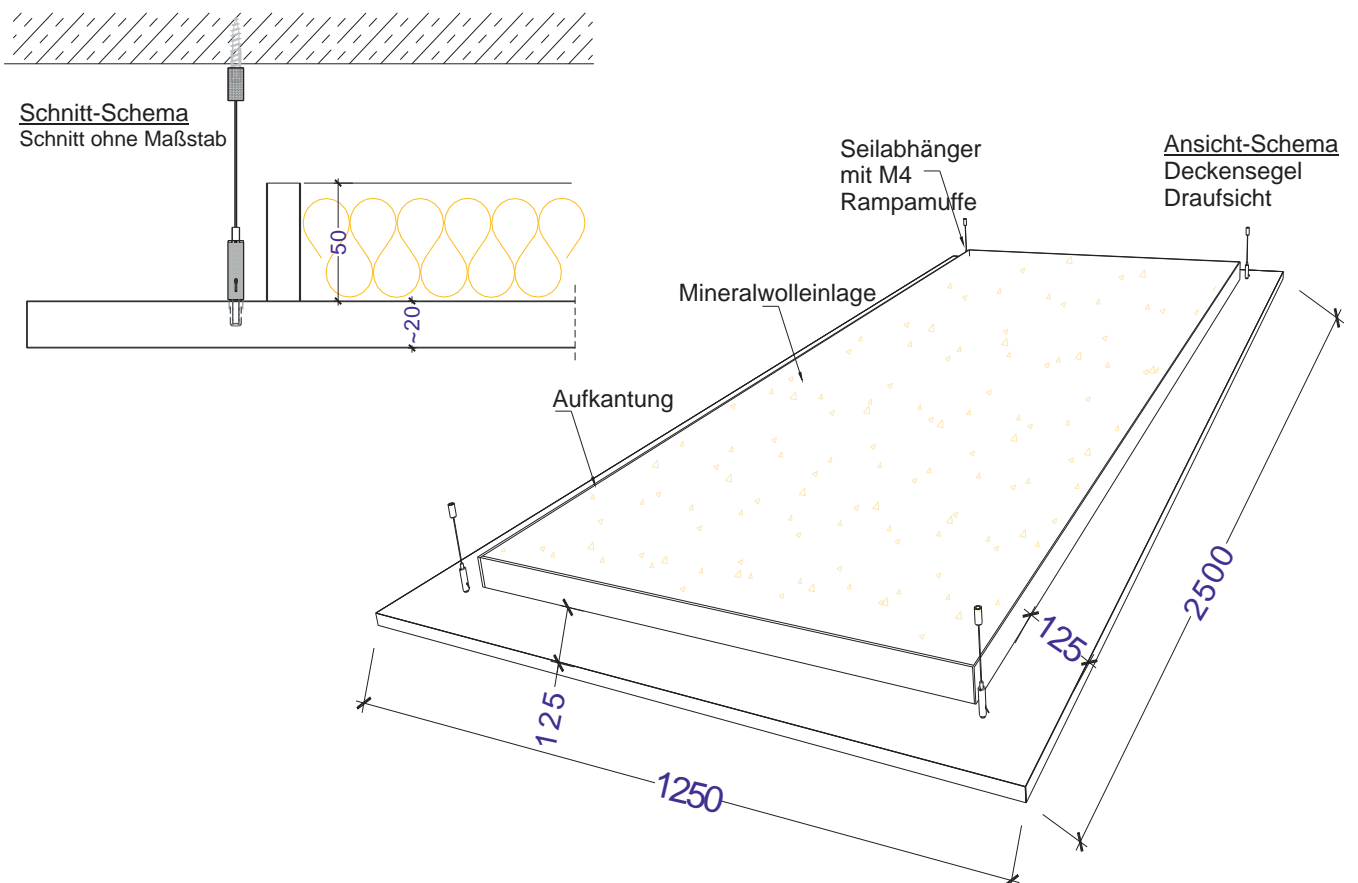 Schnitt-Schema
Schnitt ohne Maßstab
50
~20
Seilabhänger
mit M4
Rampamuffe
Ansicht-Schema
Deckensegel
Draufsicht
Mineralwolleinlage
Aufkantung
2500
125
125
1250